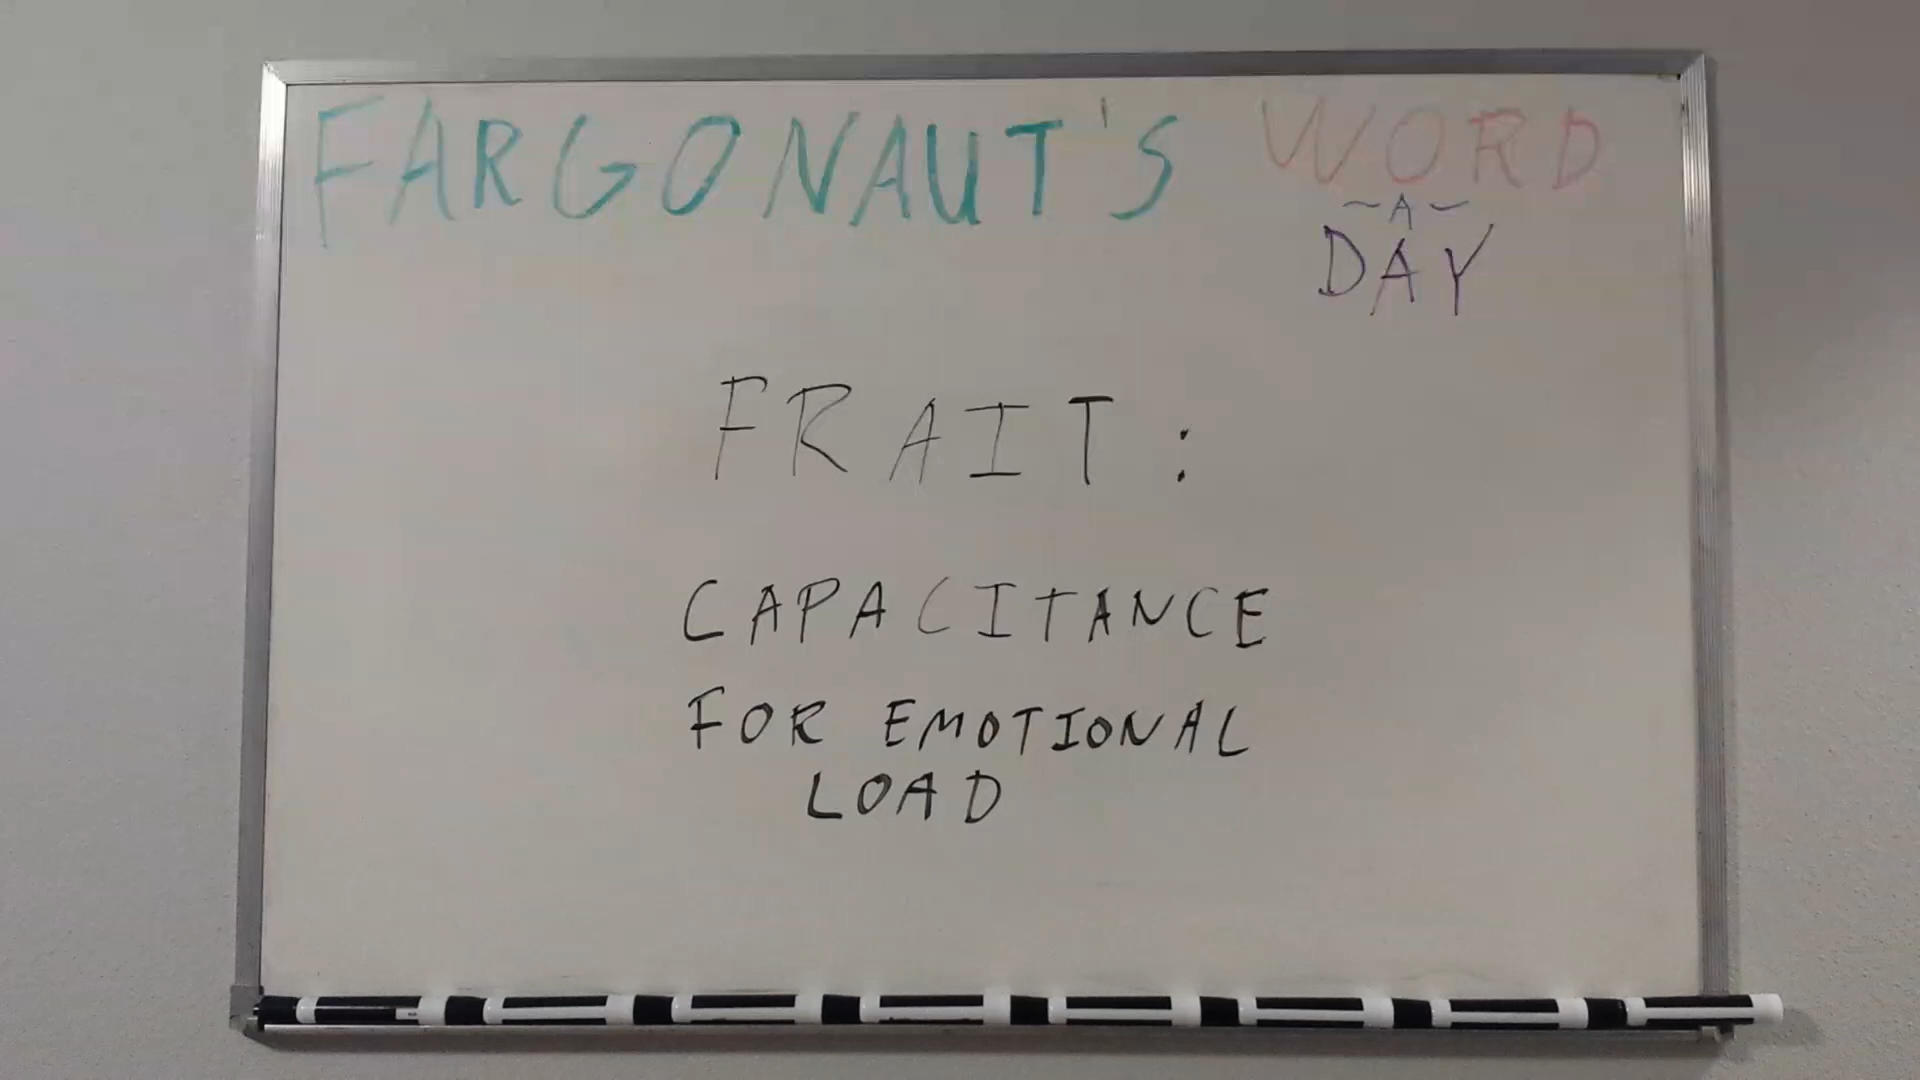 FARGONAUT'S WORD
~A~
DAY
FRAIT:
CAPACITANCE
FOR EMOTIONAL
LOAD